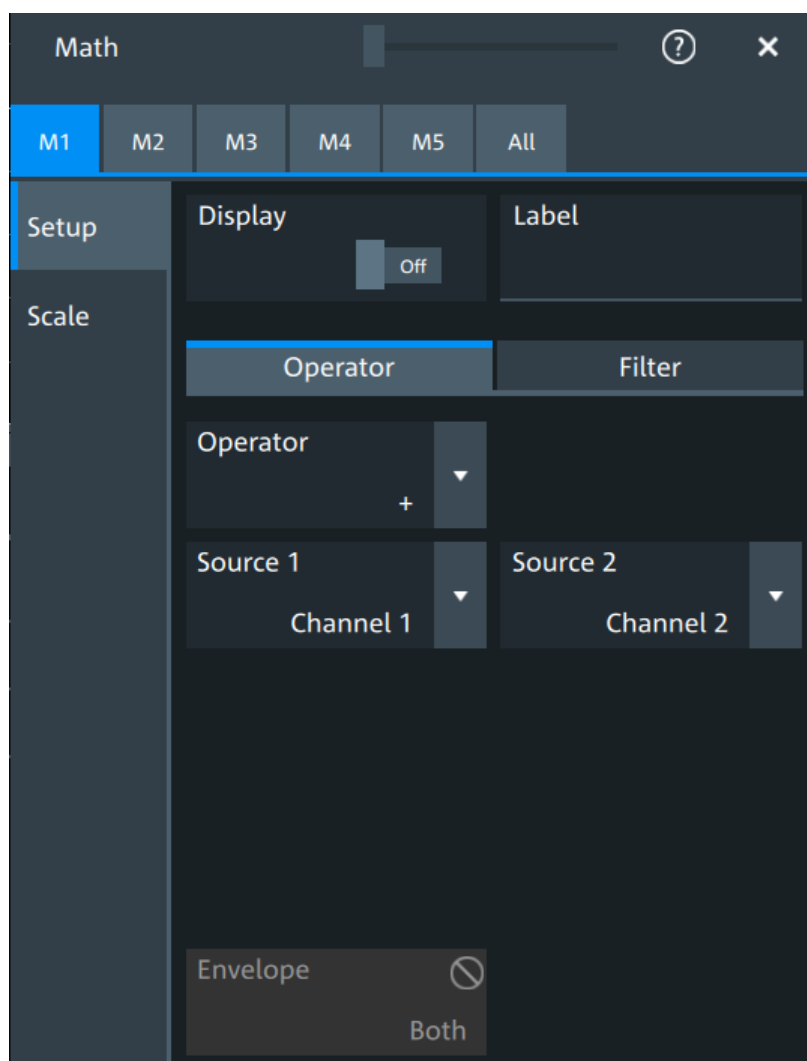 Math
M1 M2 M3 M4 M5 All
Setup
Scale
Display
Off
Label
Operator Filter
Operator
+
Source 1
Channel 1
Source 2
Channel 2
Envelope
Both